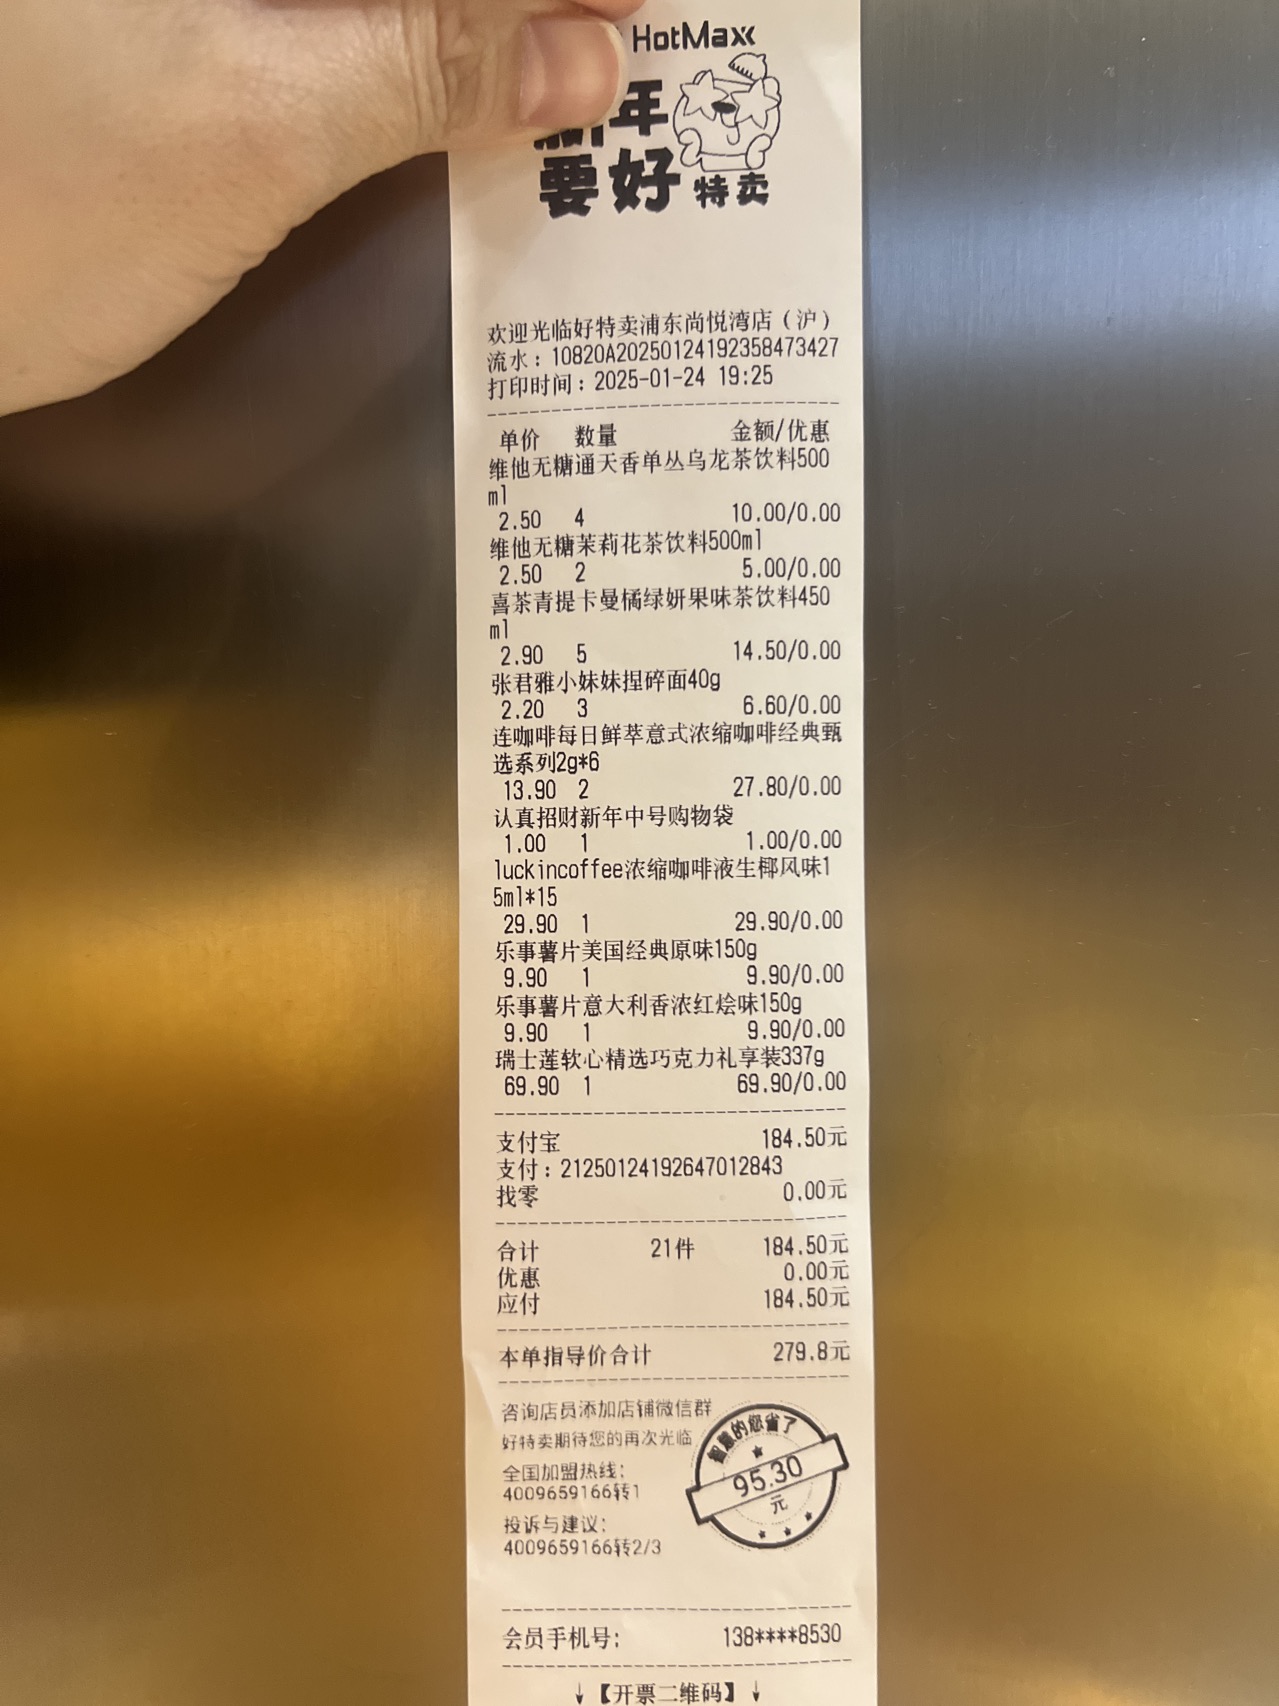 HotMaxx
新年
要好特卖
欢迎光临好特卖浦东尚悦湾店（沪）
流水：10820A20250124192358473427
打印时间：2025-01-24 19:25
单价 数量 金额/优惠
维他无糖通天香单丛乌龙茶饮料500
ml
2.50 4 10.00/0.00
维他无糖茉莉花茶饮料500ml
2.50 2 5.00/0.00
喜茶青提卡曼橘绿妍果味茶饮料450
ml
2.90 5 14.50/0.00
张君雅小妹妹捏碎面40g
2.20 3 6.60/0.00
连咖啡每日鲜萃意式浓缩咖啡经典甄
选系列2g*6
13.90 2 27.80/0.00
认真招财新年中号购物袋
1.00 1 1.00/0.00
luckincoffee浓缩咖啡液生椰风味1
5ml*15
29.90 1 29.90/0.00
乐事薯片美国经典原味150g
9.90 1 9.90/0.00
乐事薯片意大利香浓红烩味150g
9.90 1 9.90/0.00
瑞士莲软心精选巧克力礼享装337g
69.90 1 69.90/0.00
支付宝 184.50元
支付：21250124192647012843
找零 0.00元
合计 21件 184.50元
优惠 0.00元
应付 184.50元
本单指导价合计 279.8元
咨询店员添加店铺微信群
好特卖期待您的再次光临
全国加盟热线：
4009659166转1
投诉与建议：
4009659166转2/3
智慧的您省了
95.30
元
会员手机号： 138****8530
↓【开票二维码】↓